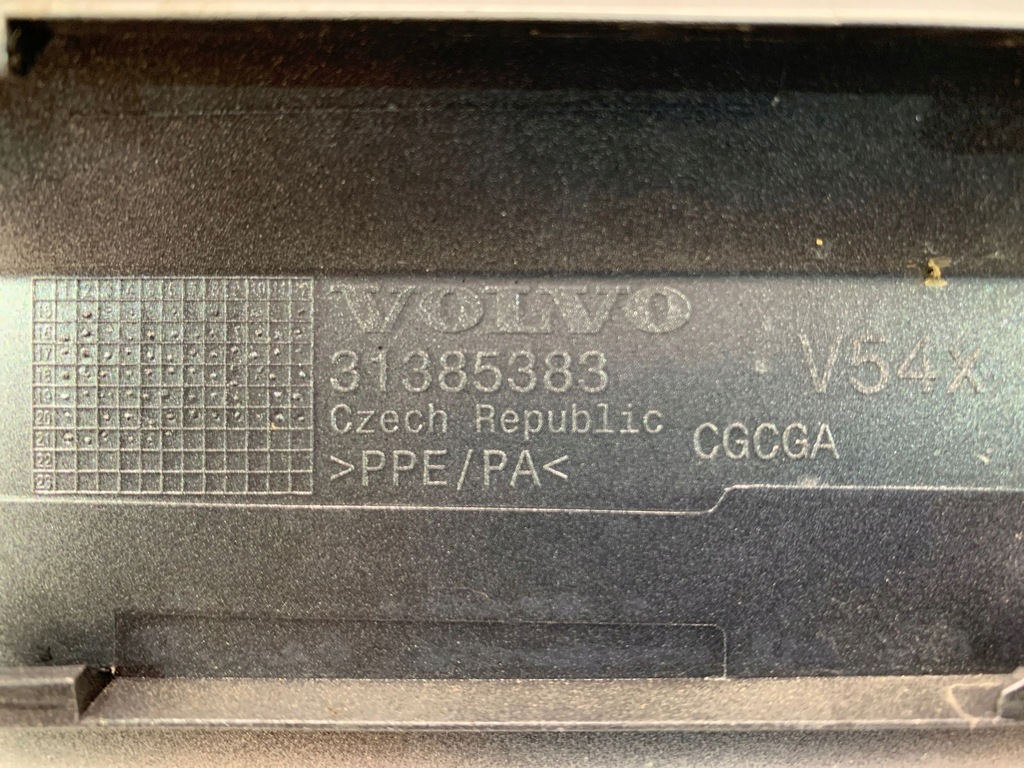 VOLVO
31385383
Czech Republic
>PPE/PA<
V54x
CGCGA